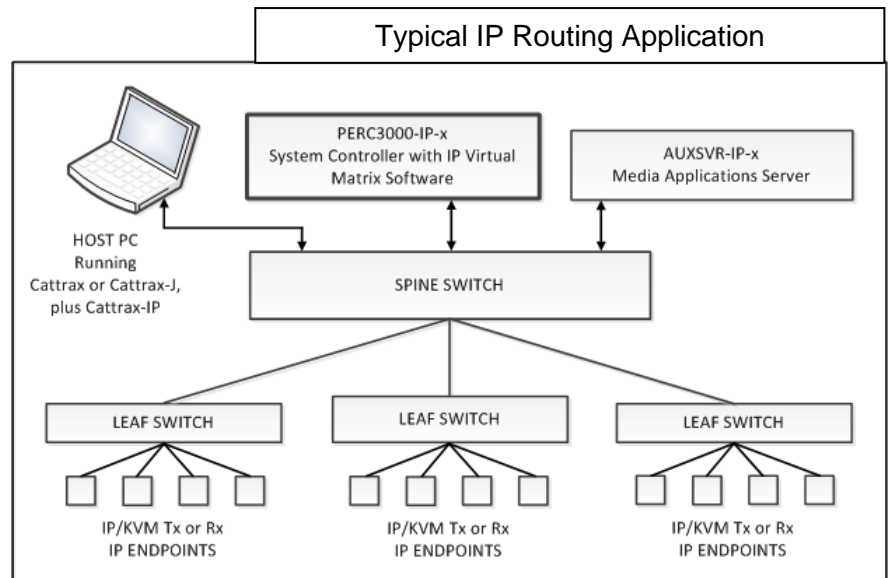 Typical IP Routing Application
PERC3000-IP-x
System Controller with IP Virtual
Matrix Software
AUXSVR-IP-x
Media Applications Server
HOST PC
Running
Cattrax or Cattrax-J,
plus Cattrax-IP
SPINE SWITCH
LEAF SWITCH
LEAF SWITCH
LEAF SWITCH
IP/KVM Tx or Rx
IP ENDPOINTS
IP/KVM Tx or Rx
IP ENDPOINTS
IP/KVM Tx or Rx
IP ENDPOINTS